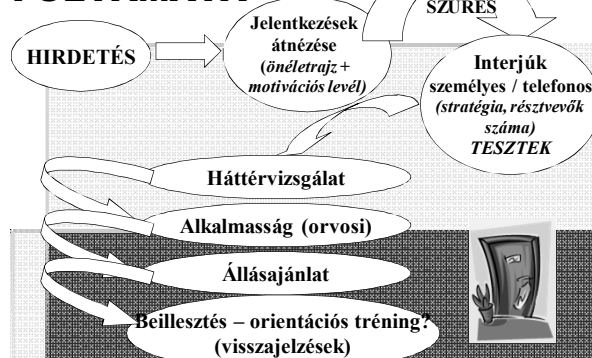 SZŰRÉS
HIRDETÉS
Jelentkezések
átnézése
(önéletrajz +
motivációs levél)
Interjúk
személyes / telefonos
(stratégia, résztvevők
száma)
TESZTEK
Háttérvizsgálat
Alkalmasság (orvosi)
Állásajánlat
Beillesztés – orientációs tréning?
(visszajelzések)